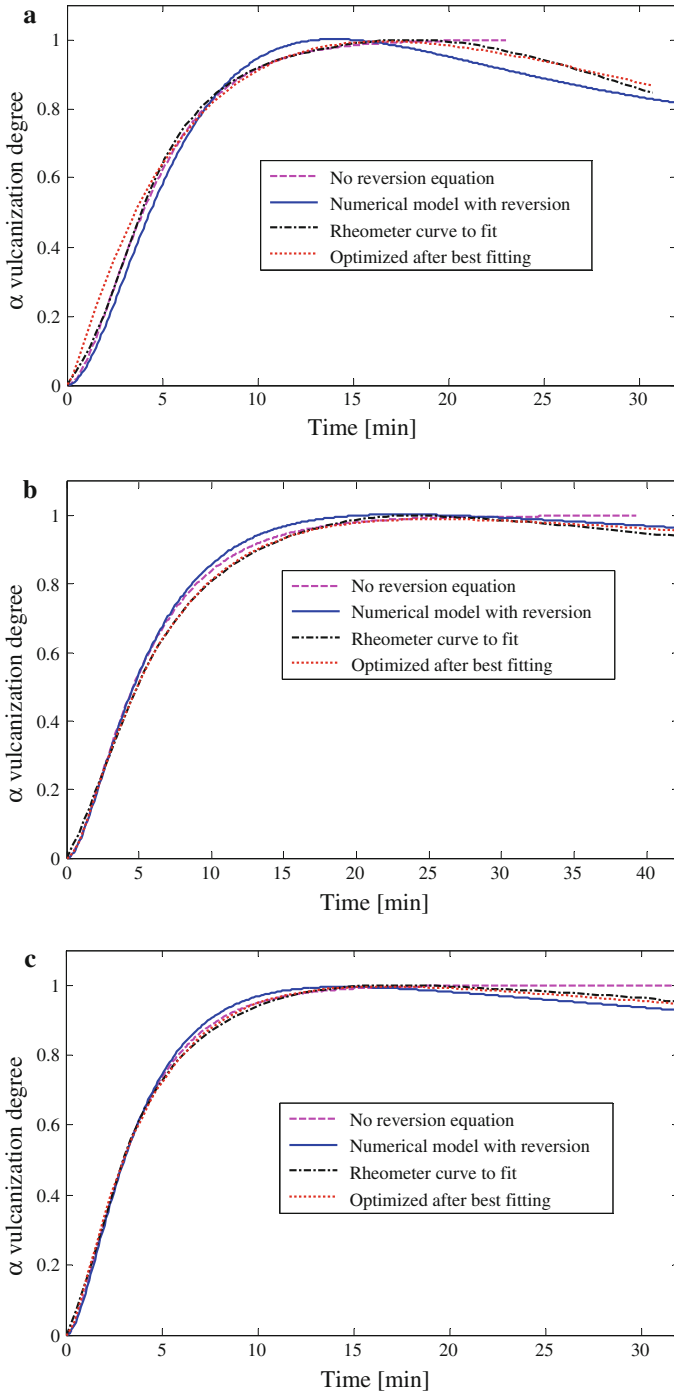 a
1
0.8
0.6
0.4
0.2
0
α vulcanization degree
No reversion equation
Numerical model with reversion
Rheometer curve to fit
Optimized after best fitting
0 5 10 15 20 25 30
Time [min]
b
1
0.8
0.6
0.4
0.2
0
α vulcanization degree
No reversion equation
Numerical model with reversion
Rheometer curve to fit
Optimized after best fitting
0 5 10 15 20 25 30 35 40
Time [min]
c
1
0.8
0.6
0.4
0.2
0
α vulcanization degree
No reversion equation
Numerical model with reversion
Rheometer curve to fit
Optimized after best fitting
0 5 10 15 20 25 30
Time [min]